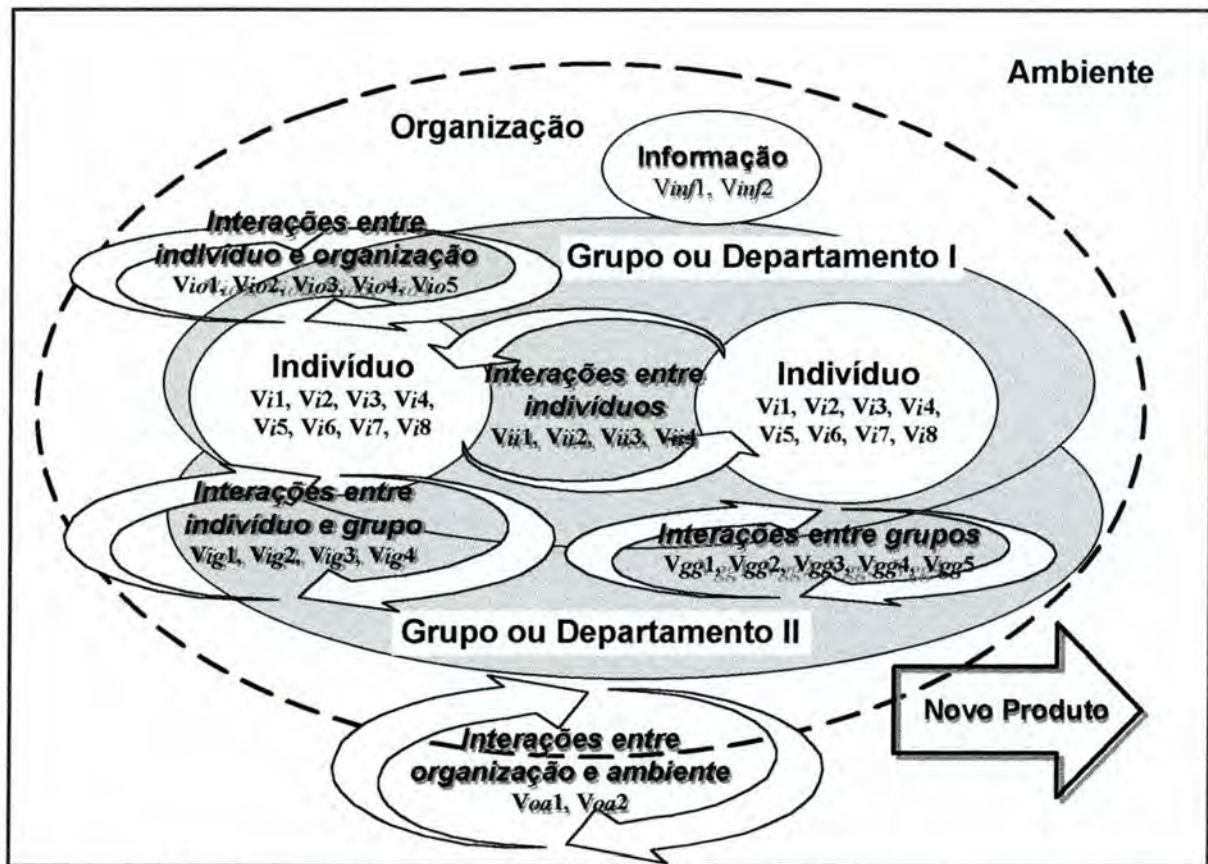 Ambiente
Organização
Informação
Vinf1, Vinf2
Interações entre
indivíduo e organização
Vio1, Vio2, Vio3, Vio4, Vio5
Grupo ou Departamento I
Indivíduo
Vi1, Vi2, Vi3, Vi4,
Vi5, Vi6, Vi7, Vi8
Interações entre
indivíduos
Vii1, Vii2, Vii3, Vii4
Indivíduo
Vi1, Vi2, Vi3, Vi4,
Vi5, Vi6, Vi7, Vi8
Interações entre
indivíduo e grupo
Vig1, Vig2, Vig3, Vig4
Interações entre grupos
Vgg1, Vgg2, Vgg3, Vgg4, Vgg5
Grupo ou Departamento II
Novo Produto
Interações entre
organização e ambiente
Voa1, Voa2